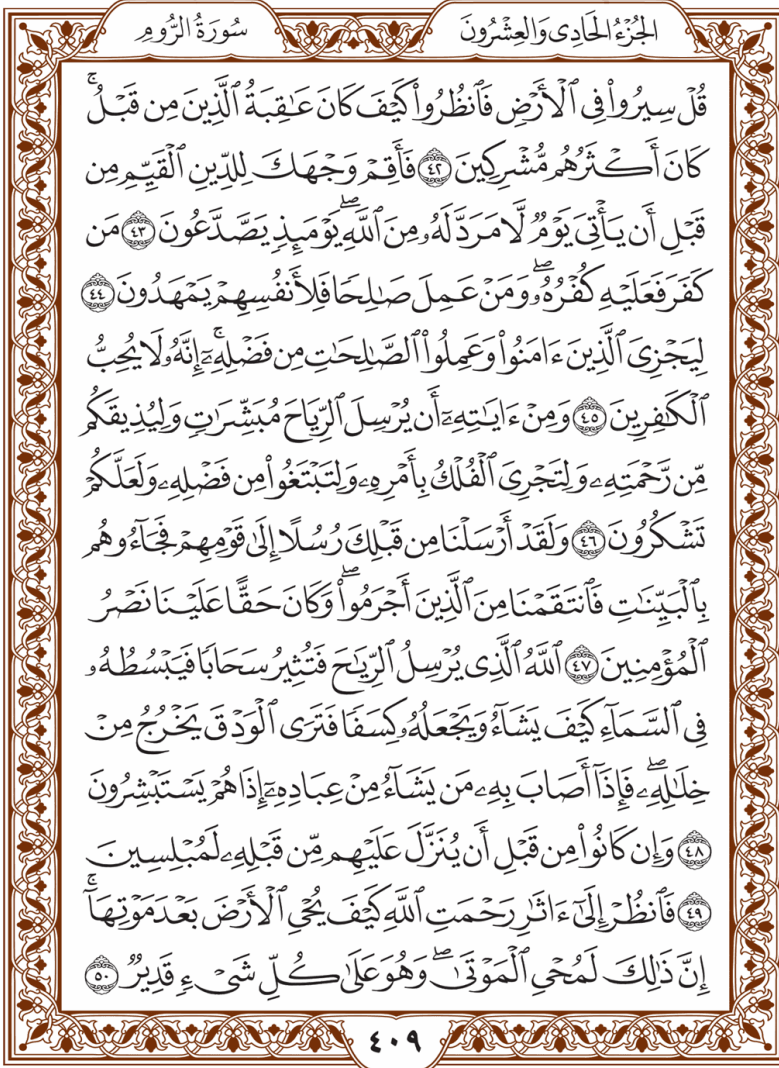 الجُزْءُ الحَادِى وَالعِشْرُونَ
سُورَةُ الرُّومِ
قُلْ سِيرُوا۟ فِى ٱلْأَرْضِ فَٱنظُرُوا۟ كَيْفَ كَانَ عَـٰقِبَةُ ٱلَّذِينَ مِن قَبْلُ ۚ
كَانَ أَكْثَرُهُم مُّشْرِكِينَ ٤٢ فَأَقِمْ وَجْهَكَ لِلدِّينِ ٱلْقَيِّمِ مِن
قَبْلِ أَن يَأْتِىَ يَوْمٌ لَّا مَرَدَّ لَهُۥ مِنَ ٱللَّهِ ۖ يَوْمَئِذٍ يَصَّدَّعُونَ ٤٣ مَن
كَفَرَ فَعَلَيْهِ كُفْرُهُۥ ۖ وَمَنْ عَمِلَ صَـٰلِحًا فَلِأَنفُسِهِمْ يَمْهَدُونَ ٤٤
لِيَجْزِىَ ٱلَّذِينَ ءَامَنُوا۟ وَعَمِلُوا۟ ٱلصَّـٰلِحَـٰتِ مِن فَضْلِهِۦٓ ۚ إِنَّهُۥ لَا يُحِبُّ
ٱلْكَـٰفِرِينَ ٤٥ وَمِنْ ءَايَـٰتِهِۦٓ أَن يُرْسِلَ ٱلرِّيَاحَ مُبَشِّرَٰتٍ وَلِيُذِيقَكُم
مِّن رَّحْمَتِهِۦ وَلِتَجْرِىَ ٱلْفُلْكُ بِأَمْرِهِۦ وَلِتَبْتَغُوا۟ مِن فَضْلِهِۦ وَلَعَلَّكُمْ
تَشْكُرُونَ ٤٦ وَلَقَدْ أَرْسَلْنَا مِن قَبْلِكَ رُسُلًا إِلَىٰ قَوْمِهِمْ فَجَآءُوهُم
بِٱلْبَيِّنَـٰتِ فَٱنتَقَمْنَا مِنَ ٱلَّذِينَ أَجْرَمُوا۟ ۖ وَكَانَ حَقًّا عَلَيْنَا نَصْرُ
ٱلْمُؤْمِنِينَ ٤٧ ٱللَّهُ ٱلَّذِى يُرْسِلُ ٱلرِّيَـٰحَ فَتُثِيرُ سَحَابًا فَيَبْسُطُهُۥ
فِى ٱلسَّمَآءِ كَيْفَ يَشَآءُ وَيَجْعَلُهُۥ كِسَفًا فَتَرَى ٱلْوَدْقَ يَخْرُجُ مِنْ
خِلَـٰلِهِۦ ۖ فَإِذَآ أَصَابَ بِهِۦ مَن يَشَآءُ مِنْ عِبَادِهِۦٓ إِذَا هُمْ يَسْتَبْشِرُونَ
٤٨ وَإِن كَانُوا۟ مِن قَبْلِ أَن يُنَزَّلَ عَلَيْهِم مِّن قَبْلِهِۦ لَمُبْلِسِينَ
٤٩ فَٱنظُرْ إِلَىٰٓ ءَاثَـٰرِ رَحْمَتِ ٱللَّهِ كَيْفَ يُحْىِ ٱلْأَرْضَ بَعْدَ مَوْتِهَآ ۚ
إِنَّ ذَٰلِكَ لَمُحْىِ ٱلْمَوْتَىٰ ۖ وَهُوَ عَلَىٰ كُلِّ شَىْءٍ قَدِيرٌ ٥٠
٤٠٩